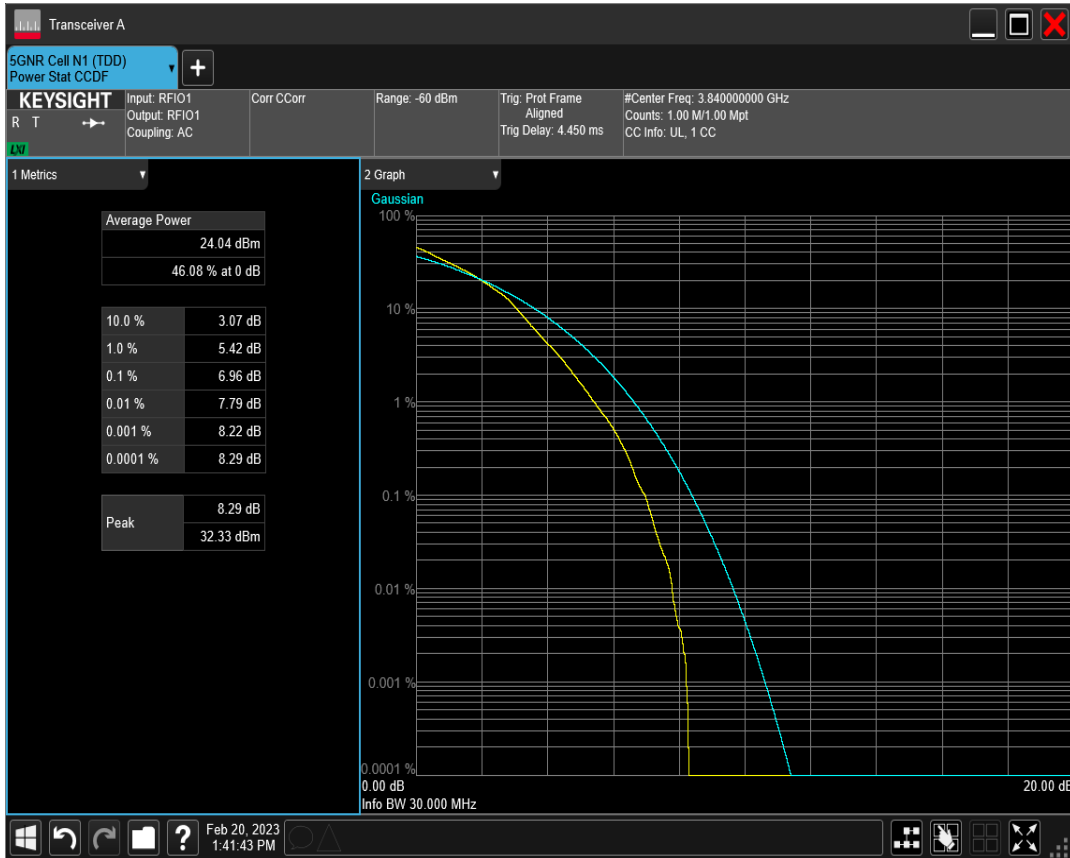 Transceiver A
5GNR Cell N1 (TDD)
Power Stat CCDF
+
KEYSIGHT
R T
LXI
Input: RFIO1
Output: RFIO1
Coupling: AC
Corr CCorr
Range: -60 dBm
Trig: Prot Frame
Aligned
Trig Delay: 4.450 ms
#Center Freq: 3.840000000 GHz
Counts: 1.00 M/1.00 Mpt
CC Info: UL, 1 CC
1 Metrics
Average Power
24.04 dBm
46.08 % at 0 dB
10.0 % 3.07 dB
1.0 % 5.42 dB
0.1 % 6.96 dB
0.01 % 7.79 dB
0.001 % 8.22 dB
0.0001 % 8.29 dB
Peak
8.29 dB
32.33 dBm
2 Graph
Gaussian
100 %
10 %
1 %
0.1 %
0.01 %
0.001 %
0.0001 %
0.00 dB
20.00 dB
Info BW 30.000 MHz
?
Feb 20, 2023
1:41:43 PM